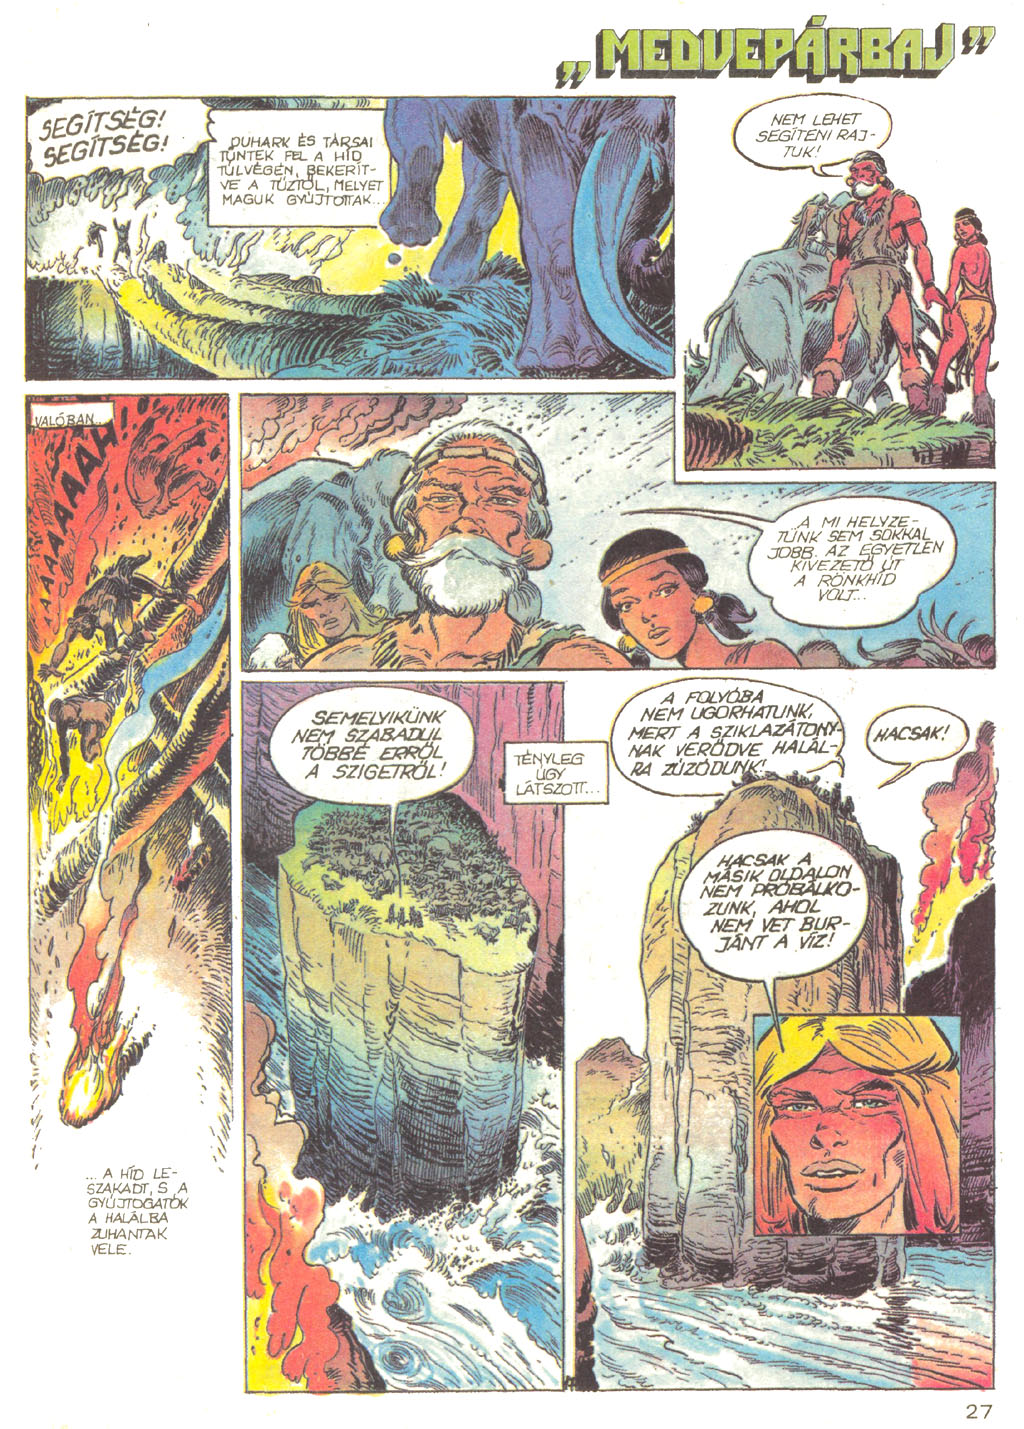 „MEDVEPÁRBAJ”
SEGÍTSÉG!
SEGÍTSÉG!
DUHARK ÉS TÁRSAI
TŰNTEK FEL A HÍD
TÚLVÉGÉN, BEKERÍT-
VE A TŰZTŐL, MELYET
MAGUK GYÚJTOTTAK...
NEM LEHET
SEGÍTENI RAJ-
TUK!
VALÓBAN...
AAAAAAAH!
...A HÍD LE-
SZAKADT, S A
GYÚJTOGATÓK
A HALÁLBA
ZUHANTAK
VELE.
...A MI HELYZE-
TÜNK SEM SOKKAL
JOBB. AZ EGYETLEN
KIVEZETŐ ÚT
A RÖNKHÍD
VOLT...
SEMELYIKÜNK
NEM SZABADUL
TÖBBÉ ERRŐL
A SZIGETRŐL!
TÉNYLEG
ÚGY
LÁTSZOTT...
A FOLYÓBA
NEM UGORHATUNK,
MERT A SZIKLAZÁTONY-
NAK VERŐDVE HALÁL-
RA ZÚZÓDUNK!
HACSAK!
HACSAK A
MÁSIK OLDALON
NEM PRÓBÁLKO-
ZUNK, AHOL
NEM VET BUR-
JÁNT A VÍZ!
27